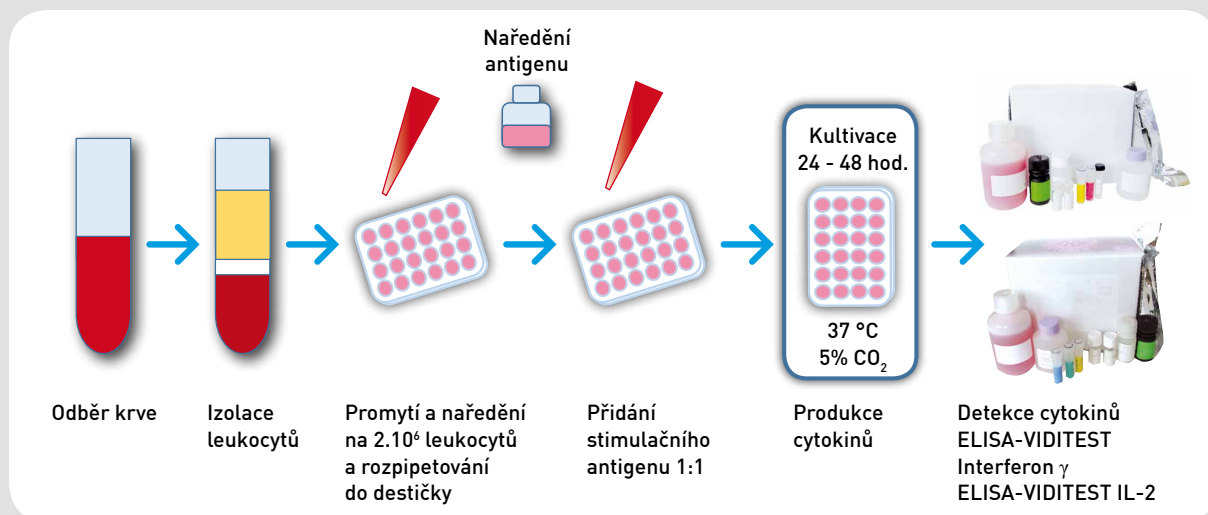 Naředění
antigenu
Kultivace
24 - 48 hod.
37 °C
5% CO₂
Odběr krve
Izolace
leukocytů
Promytí a naředění
na 2.10⁶ leukocytů
a rozpipetování
do destičky
Přidání
stimulačního
antigenu 1:1
Produkce
cytokinů
Detekce cytokinů
ELISA-VIDITEST
Interferon γ
ELISA-VIDITEST IL-2